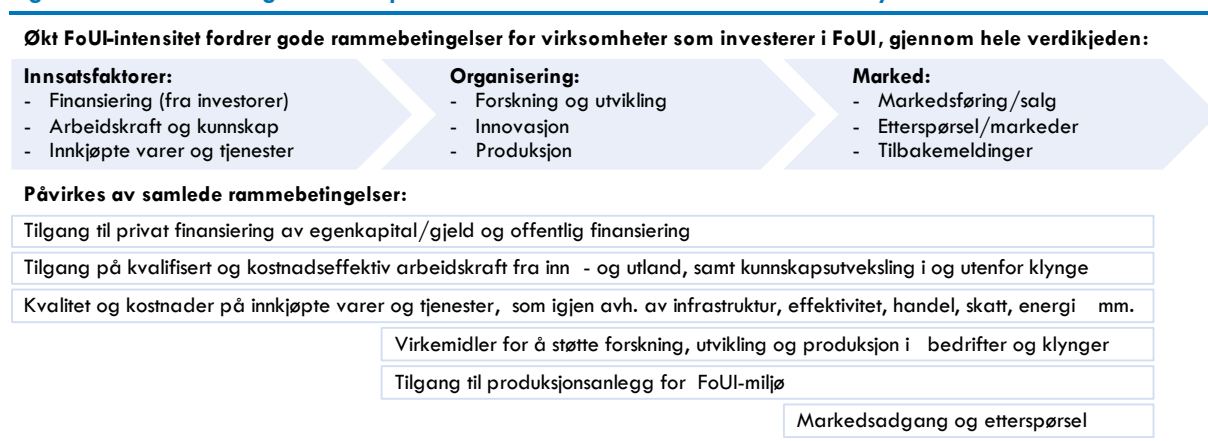 Økt FoUI-intensitet fordrer gode rammebetingelser for virksomheter som investerer i FoUI, gjennom hele verdikjeden:
Innsatsfaktorer:
- Finansiering (fra investorer)
- Arbeidskraft og kunnskap
- Innkjøpte varer og tjenester
Organisering:
- Forskning og utvikling
- Innovasjon
- Produksjon
Marked:
- Markedsføring/salg
- Etterspørsel/markeder
- Tilbakemeldinger
Påvirkes av samlede rammebetingelser:
Tilgang til privat finansiering av egenkapital/gjeld og offentlig finansiering
Tilgang på kvalifisert og kostnadseffektiv arbeidskraft fra inn - og utland, samt kunnskapsutveksling i og utenfor klynge
Kvalitet og kostnader på innkjøpte varer og tjenester, som igjen avh. av infrastruktur, effektivitet, handel, skatt, energi mm.
Virkemidler for å støtte forskning, utvikling og produksjon i bedrifter og klynger
Tilgang til produksjonsanlegg for FoUI-miljø
Markedsadgang og etterspørsel